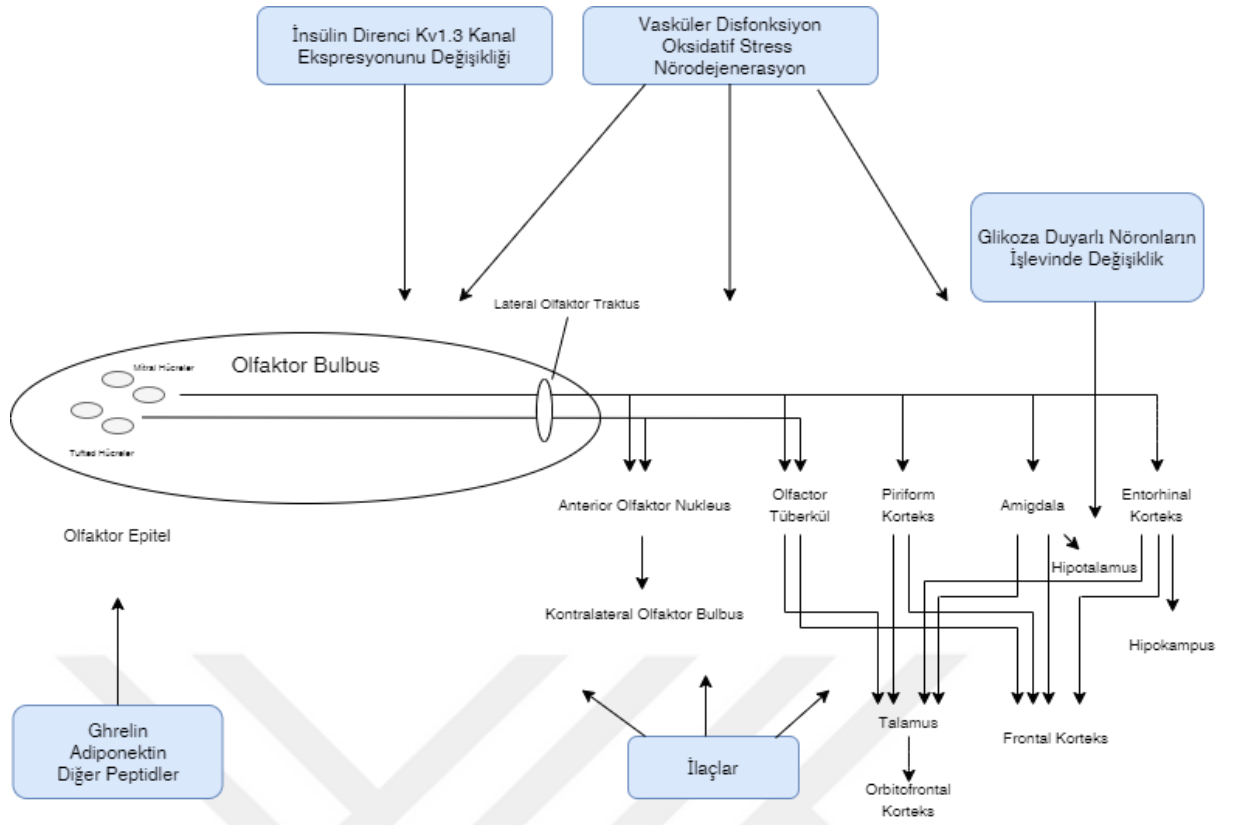 İnsülin Direnci Kv1.3 Kanal
Ekspresyonunu Değişikliği
Vasküler Disfonksiyon
Oksidatif Stress
Nörodejenerasyon
Glikoza Duyarlı Nöronların
İşlevinde Değişiklik
Lateral Olfaktor Traktus
Olfaktor Bulbus
Mitral Hücreler
Tufted Hücreler
Olfaktor Epitel
Anterior Olfaktor Nukleus
Olfactor
Tüberkül
Piriform
Korteks
Amigdala
Entorhinal
Korteks
Hipotalamus
Kontralateral Olfaktor Bulbus
Hipokampus
Talamus
Frontal Korteks
Orbitofrontal
Korteks
Ghrelin
Adiponektin
Diğer Peptidler
İlaçlar